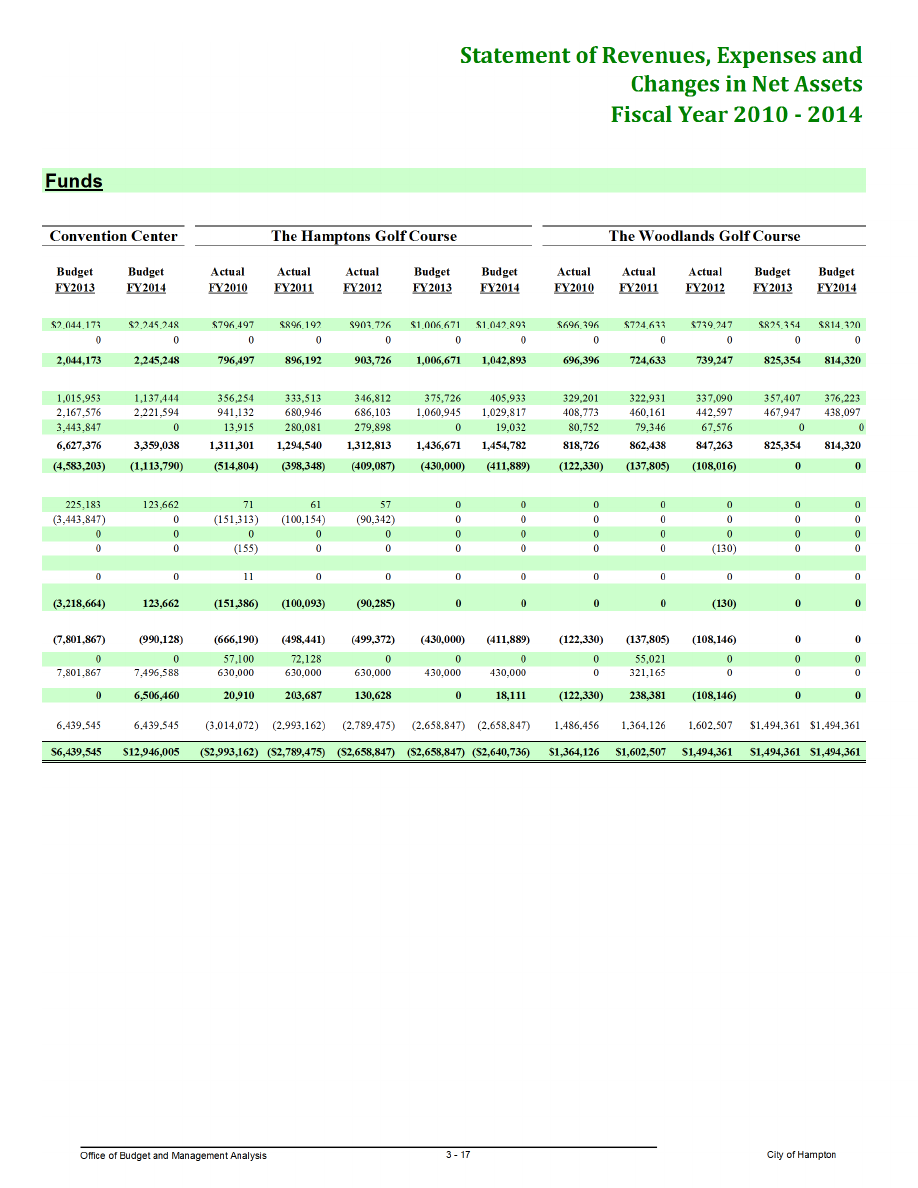 Statement of Revenues, Expenses and
Changes in Net Assets
Fiscal Year 2010 - 2014
Funds
Convention Center The Hamptons Golf Course The Woodlands Golf Course
Budget Budget Actual Actual Actual Budget Budget Actual Actual Actual Budget Budget
FY2013 FY2014 FY2010 FY2011 FY2012 FY2013 FY2014 FY2010 FY2011 FY2012 FY2013 FY2014
$2,044,173 $2,245,248 $796,497 $896,192 $903,726 $1,006,671 $1,042,893 $696,396 $724,633 $739,247 $825,354 $814,320
0 0 0 0 0 0 0 0 0 0 0 0
2,044,173 2,245,248 796,497 896,192 903,726 1,006,671 1,042,893 696,396 724,633 739,247 825,354 814,320
1,015,953 1,137,444 356,254 333,513 346,812 375,726 405,933 329,201 322,931 337,090 357,407 376,223
2,167,576 2,221,594 941,132 680,946 686,103 1,060,945 1,029,817 408,773 460,161 442,597 467,947 438,097
3,443,847 0 13,915 280,081 279,898 0 19,032 80,752 79,346 67,576 0 0
6,627,376 3,359,038 1,311,301 1,294,540 1,312,813 1,436,671 1,454,782 818,726 862,438 847,263 825,354 814,320
(4,583,203) (1,113,790) (514,804) (398,348) (409,087) (430,000) (411,889) (122,330) (137,805) (108,016) 0 0
225,183 123,662 71 61 57 0 0 0 0 0 0 0
(3,443,847) 0 (151,313) (100,154) (90,342) 0 0 0 0 0 0 0
0 0 0 0 0 0 0 0 0 0 0 0
0 0 (155) 0 0 0 0 0 0 (130) 0 0
0 0 11 0 0 0 0 0 0 0 0 0
(3,218,664) 123,662 (151,386) (100,093) (90,285) 0 0 0 0 (130) 0 0
(7,801,867) (990,128) (666,190) (498,441) (499,372) (430,000) (411,889) (122,330) (137,805) (108,146) 0 0
0 0 57,100 72,128 0 0 0 0 55,021 0 0 0
7,801,867 7,496,588 630,000 630,000 630,000 430,000 430,000 0 321,165 0 0 0
0 6,506,460 20,910 203,687 130,628 0 18,111 (122,330) 238,381 (108,146) 0 0
6,439,545 6,439,545 (3,014,072) (2,993,162) (2,789,475) (2,658,847) (2,658,847) 1,486,456 1,364,126 1,602,507 $1,494,361 $1,494,361
$6,439,545 $12,946,005 ($2,993,162) ($2,789,475) ($2,658,847) ($2,658,847) ($2,640,736) $1,364,126 $1,602,507 $1,494,361 $1,494,361 $1,494,361
Office of Budget and Management Analysis 3 - 17 City of Hampton